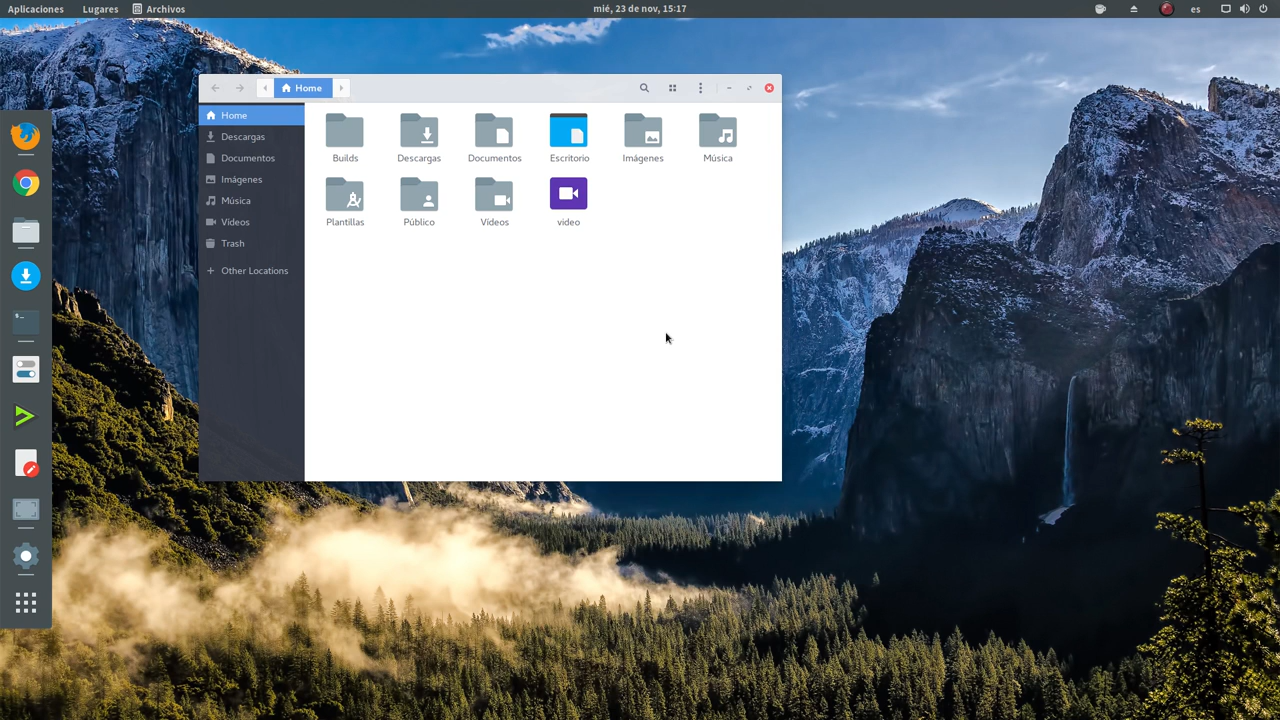 Aplicaciones Lugares Archivos mié, 23 de nov, 15:17 es
Home
Home
Descargas
Documentos
Imágenes
Música
Vídeos
Trash
Other Locations
Builds Descargas Documentos Escritorio Imágenes Música
Plantillas Público Vídeos video